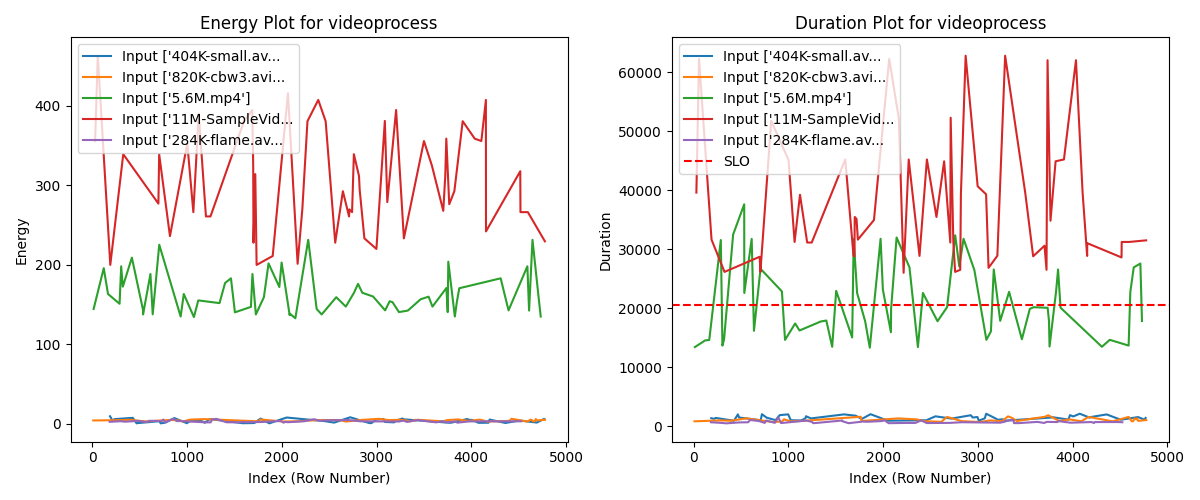 Energy Plot for videoprocess
Input ['404K-small.av...
Input ['820K-cbw3.avi...
Input ['5.6M.mp4']
Input ['11M-SampleVid...
Input ['284K-flame.av...
400
300
200
100
0
Energy
0 1000 2000 3000 4000 5000
Index (Row Number)
Duration Plot for videoprocess
Input ['404K-small.av...
Input ['820K-cbw3.avi...
Input ['5.6M.mp4']
Input ['11M-SampleVid...
Input ['284K-flame.av...
SLO
60000
50000
40000
30000
20000
10000
0
Duration
0 1000 2000 3000 4000 5000
Index (Row Number)